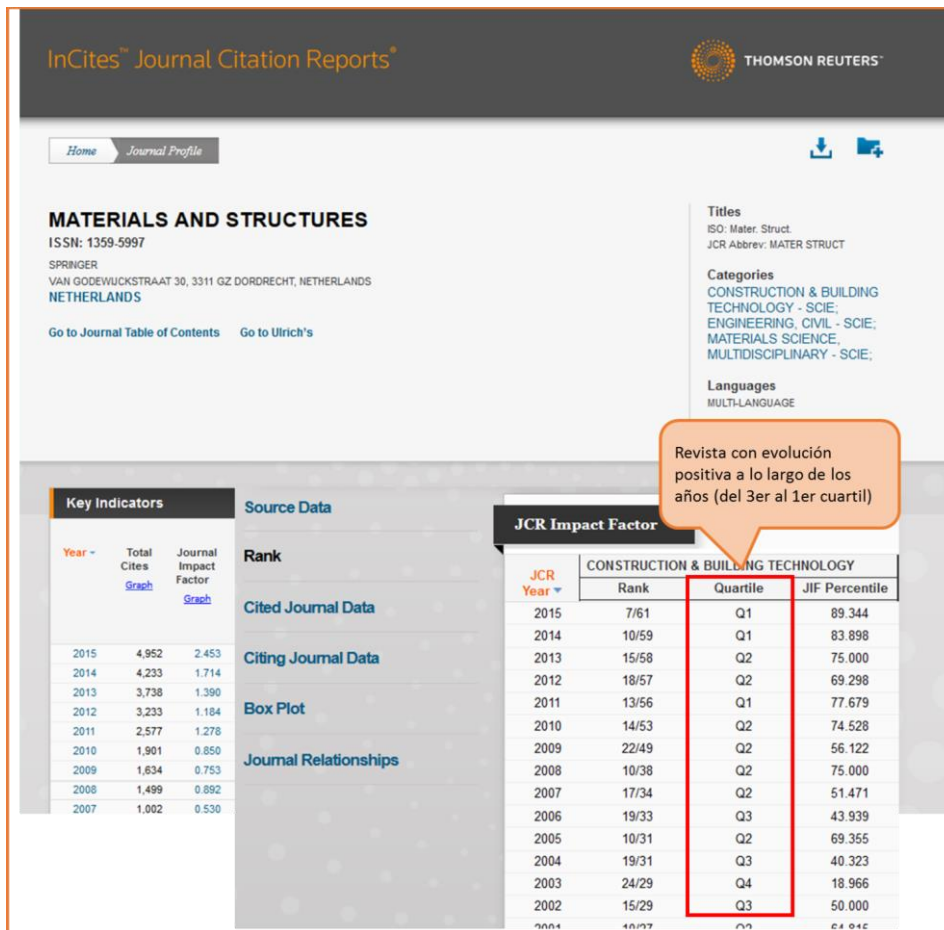 InCites™ Journal Citation Reports®
THOMSON REUTERS™
Home
Journal Profile
MATERIALS AND STRUCTURES
ISSN: 1359-5997
SPRINGER
VAN GODEWIJCKSTRAAT 30, 3311 GZ DORDRECHT, NETHERLANDS
NETHERLANDS
Go to Journal Table of Contents Go to Ulrich's
Titles
ISO: Mater. Struct.
JCR Abbrev: MATER STRUCT
Categories
CONSTRUCTION & BUILDING
TECHNOLOGY - SCIE;
ENGINEERING, CIVIL - SCIE;
MATERIALS SCIENCE,
MULTIDISCIPLINARY - SCIE;
Languages
MULTI-LANGUAGE
Revista con evolución
positiva a lo largo de los
años (del 3er al 1er cuartil)
Key Indicators
Year Total Cites Graph Journal Impact Factor Graph
2015 4,952 2.453
2014 4,233 1.714
2013 3,738 1.390
2012 3,233 1.184
2011 2,577 1.278
2010 1,901 0.850
2009 1,634 0.753
2008 1,499 0.892
2007 1,002 0.530
Source Data
Rank
Cited Journal Data
Citing Journal Data
Box Plot
Journal Relationships
JCR Impact Factor
JCR Year
CONSTRUCTION & BUILDING TECHNOLOGY
Rank Quartile JIF Percentile
2015 7/61 Q1 89.344
2014 10/59 Q1 83.898
2013 15/58 Q2 75.000
2012 18/57 Q2 69.298
2011 13/56 Q1 77.679
2010 14/53 Q2 74.528
2009 22/49 Q2 56.122
2008 10/38 Q2 75.000
2007 17/34 Q2 51.471
2006 19/33 Q3 43.939
2005 10/31 Q2 69.355
2004 19/31 Q3 40.323
2003 24/29 Q4 18.966
2002 15/29 Q3 50.000
2001 10/27 Q2 64.815